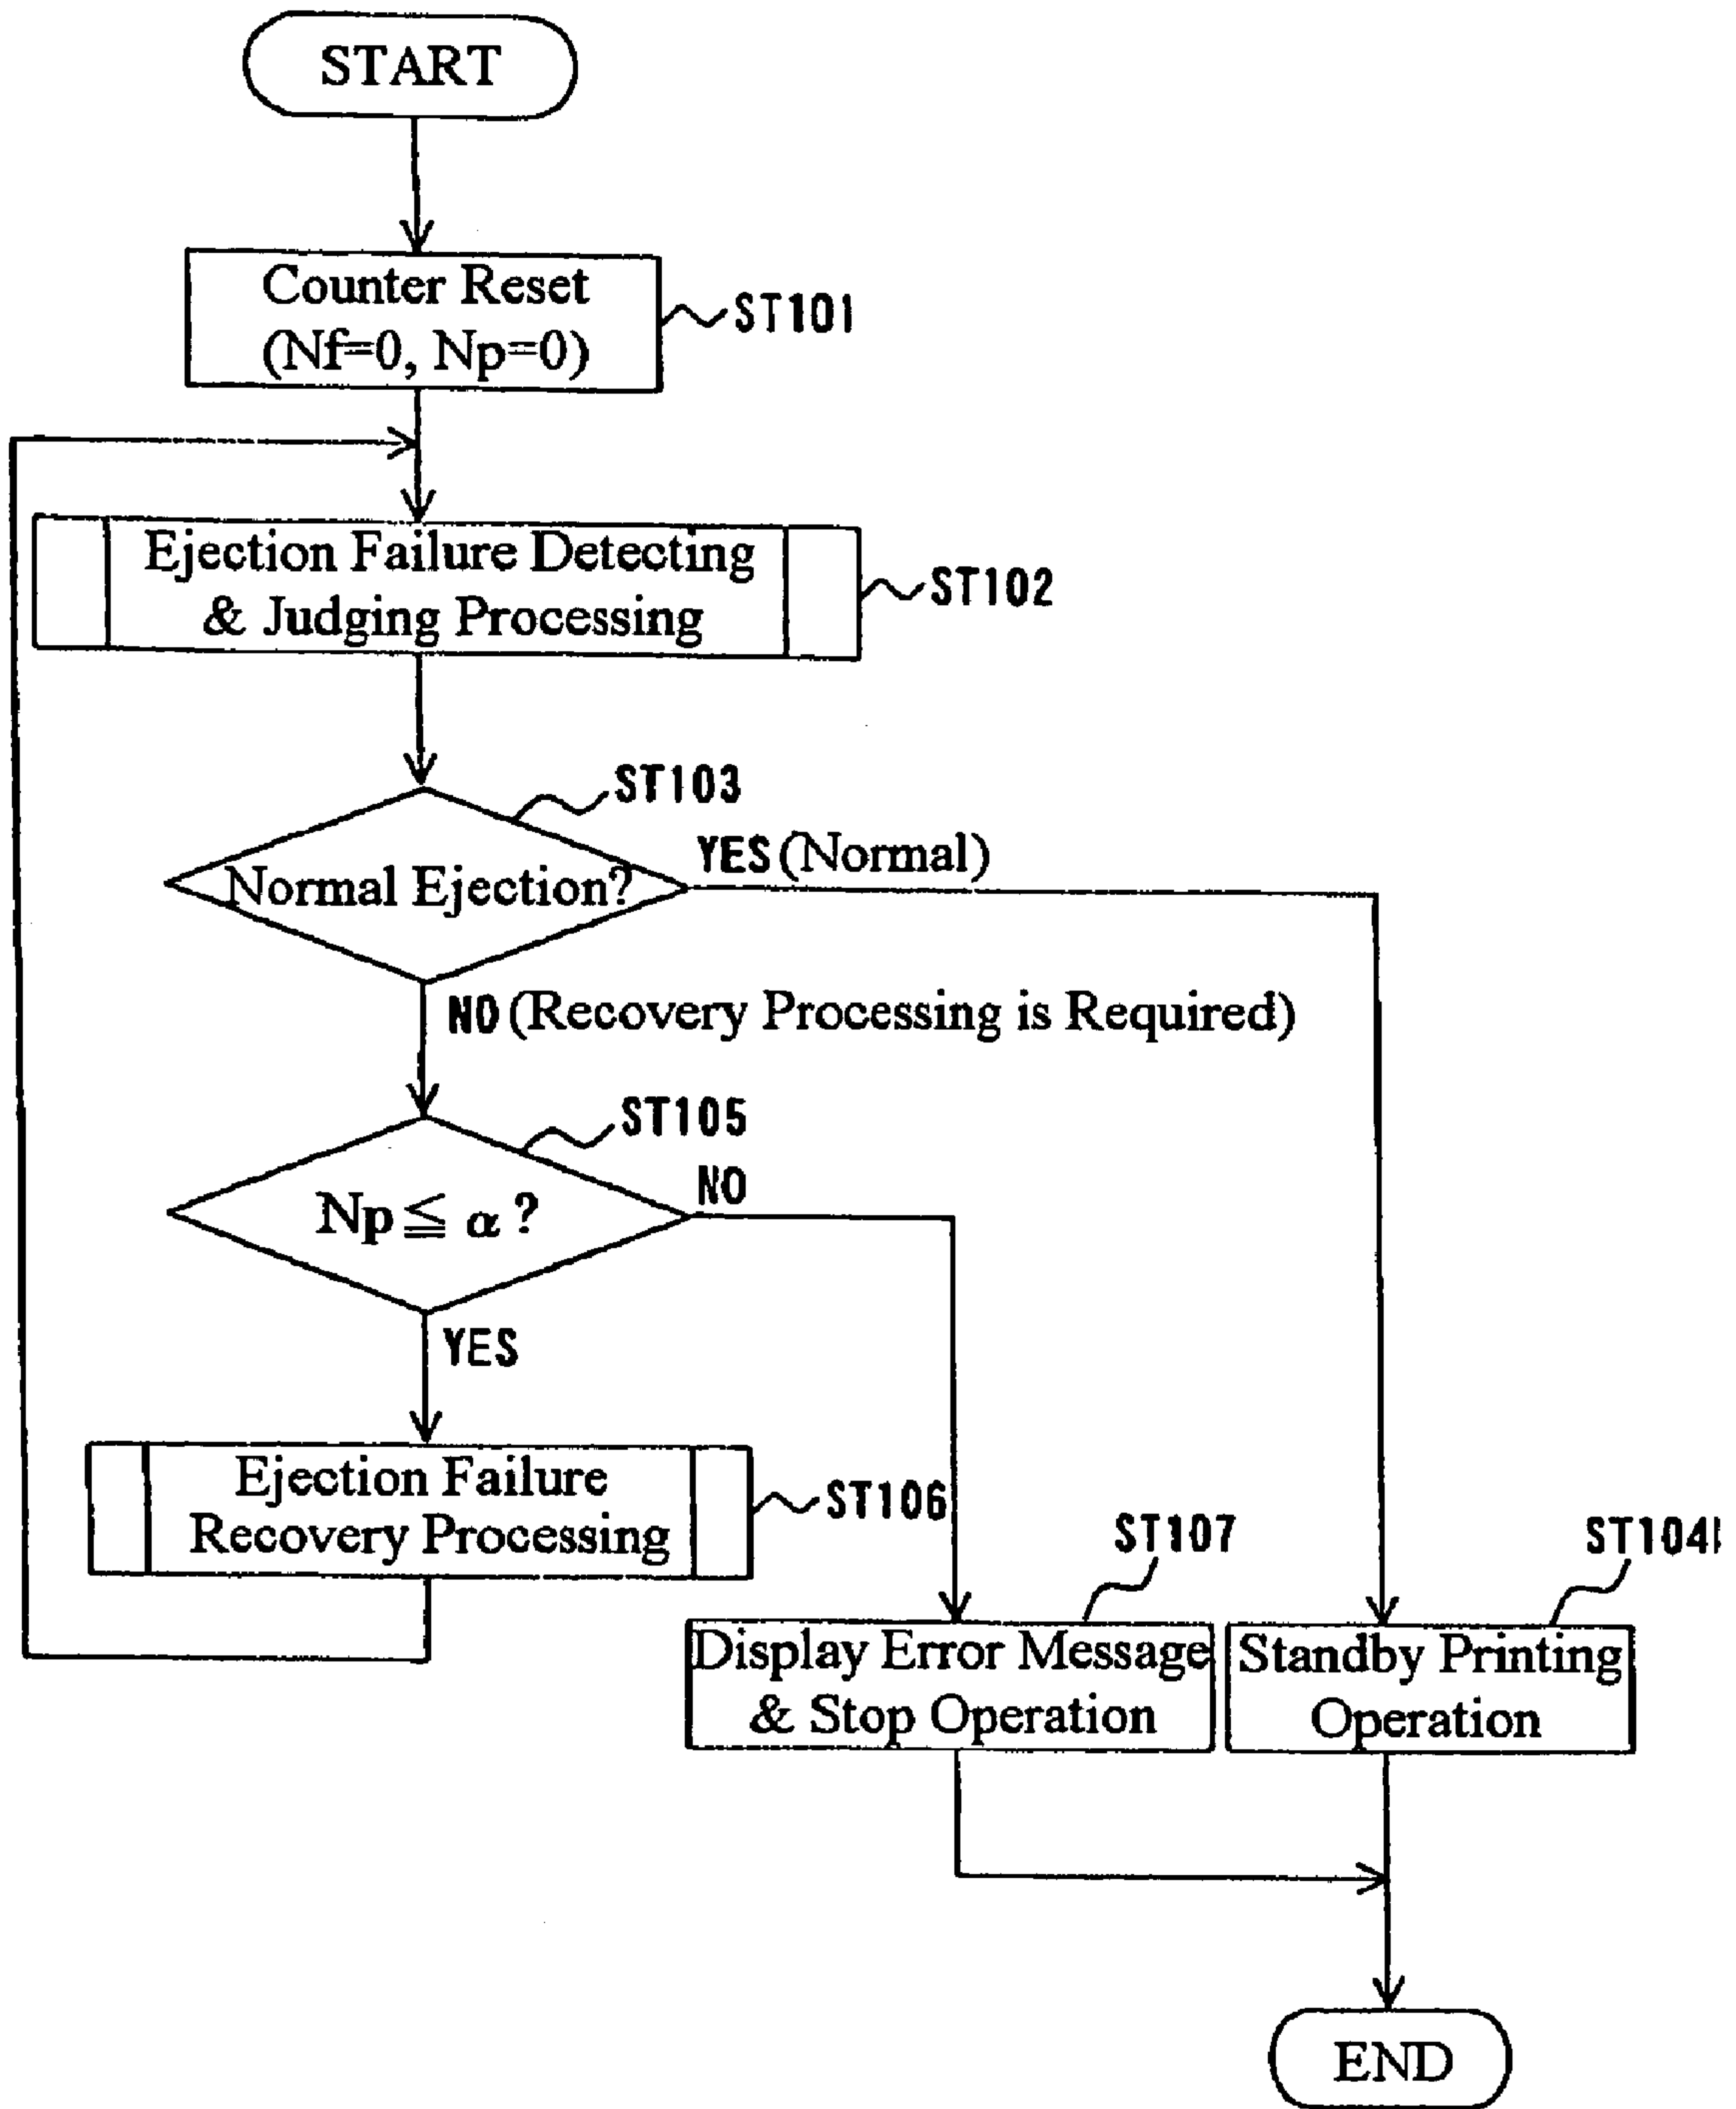 START
Counter Reset
(Nf=0, Np=0)
ST101
Ejection Failure Detecting
& Judging Processing
ST102
ST103
YES (Normal)
Normal Ejection?
NO (Recovery Processing is Required)
ST105
NO
Np ≦ α ?
YES
Ejection Failure
Recovery Processing
ST106
ST107
ST104
Display Error Message
& Stop Operation
Standby Printing
Operation
END